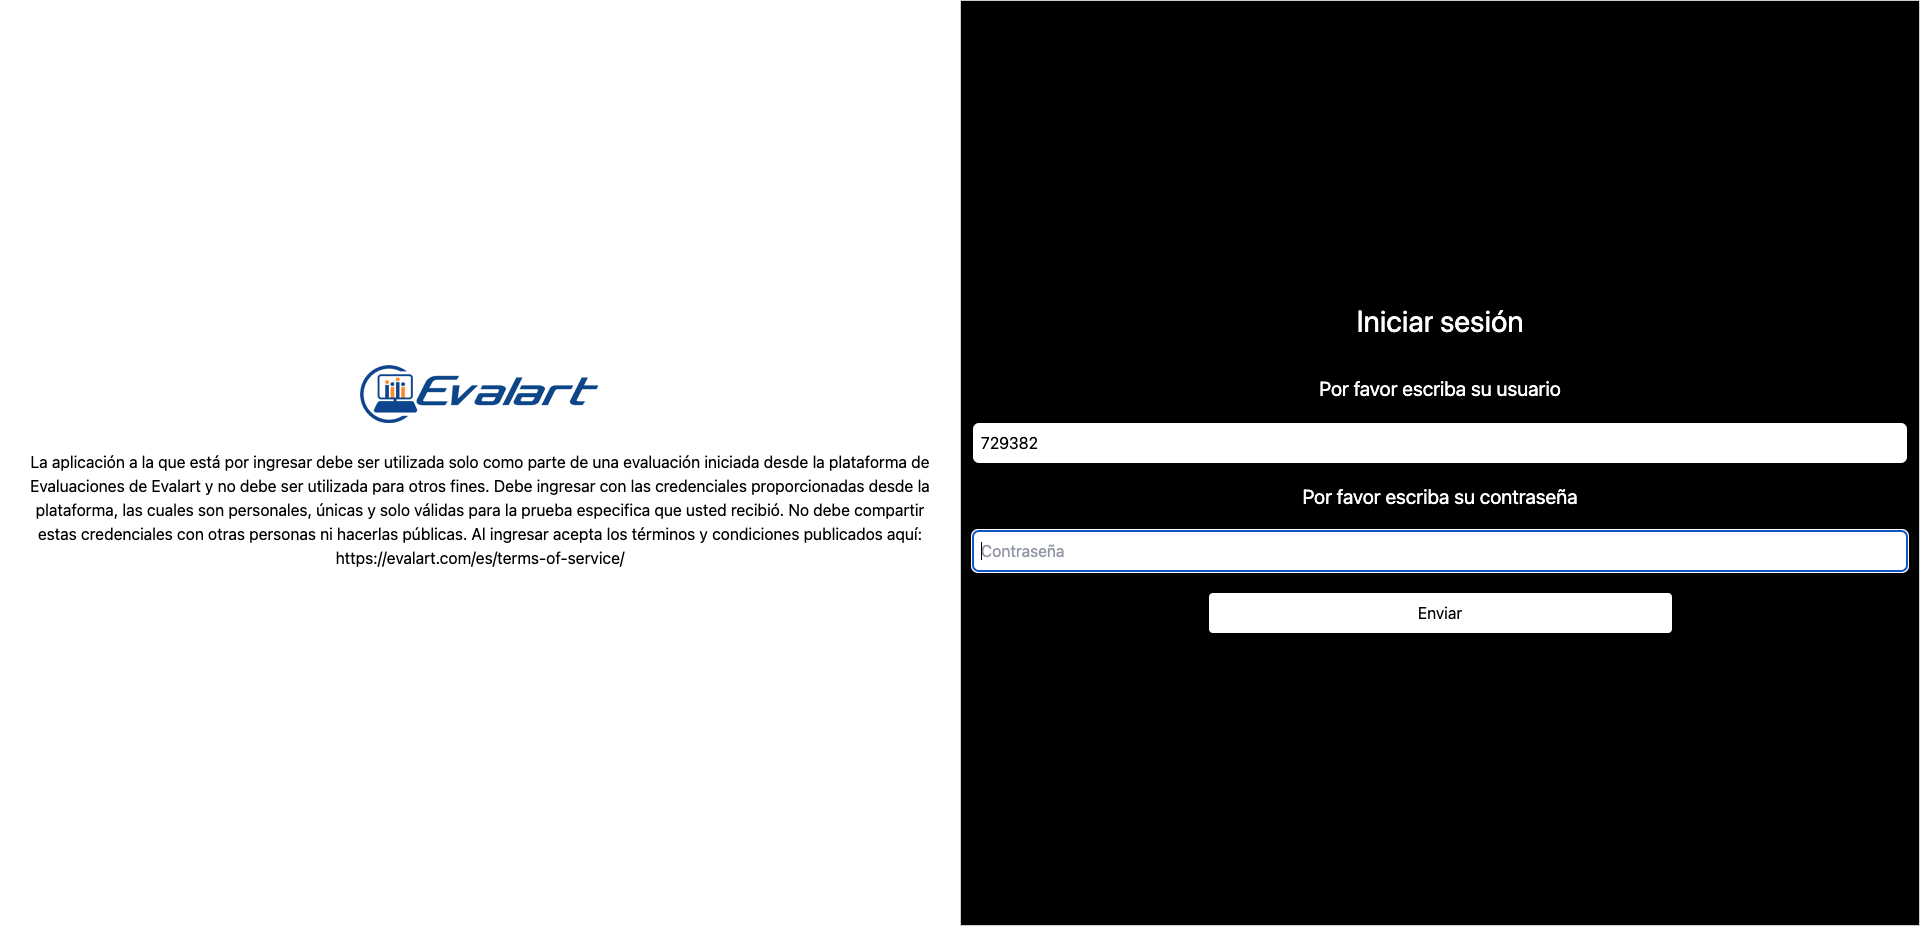 Evalart
La aplicación a la que está por ingresar debe ser utilizada solo como parte de una evaluación iniciada desde la plataforma de
Evaluaciones de Evalart y no debe ser utilizada para otros fines. Debe ingresar con las credenciales proporcionadas desde la
plataforma, las cuales son personales, únicas y solo válidas para la prueba especifica que usted recibió. No debe compartir
estas credenciales con otras personas ni hacerlas públicas. Al ingresar acepta los términos y condiciones publicados aquí:
https://evalart.com/es/terms-of-service/
Iniciar sesión
Por favor escriba su usuario
729382
Por favor escriba su contraseña
Contraseña
Enviar